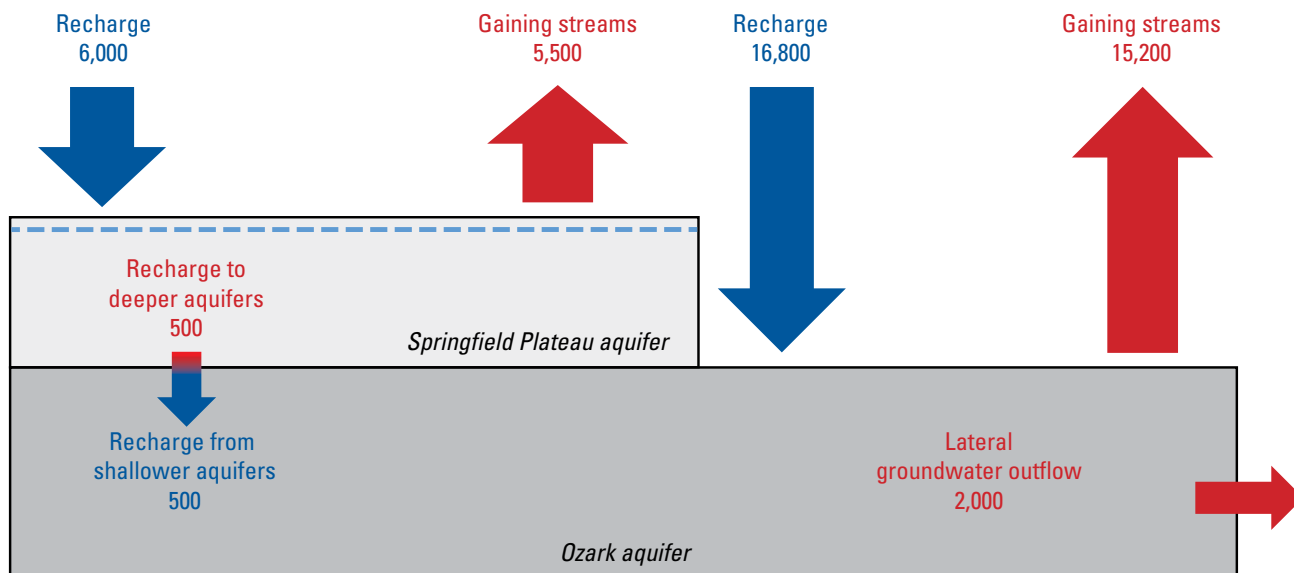 Recharge
6,000
Gaining streams
5,500
Recharge
16,800
Gaining streams
15,200
Recharge to
deeper aquifers
500
Springfield Plateau aquifer
Recharge from
shallower aquifers
500
Lateral
groundwater outflow
2,000
Ozark aquifer